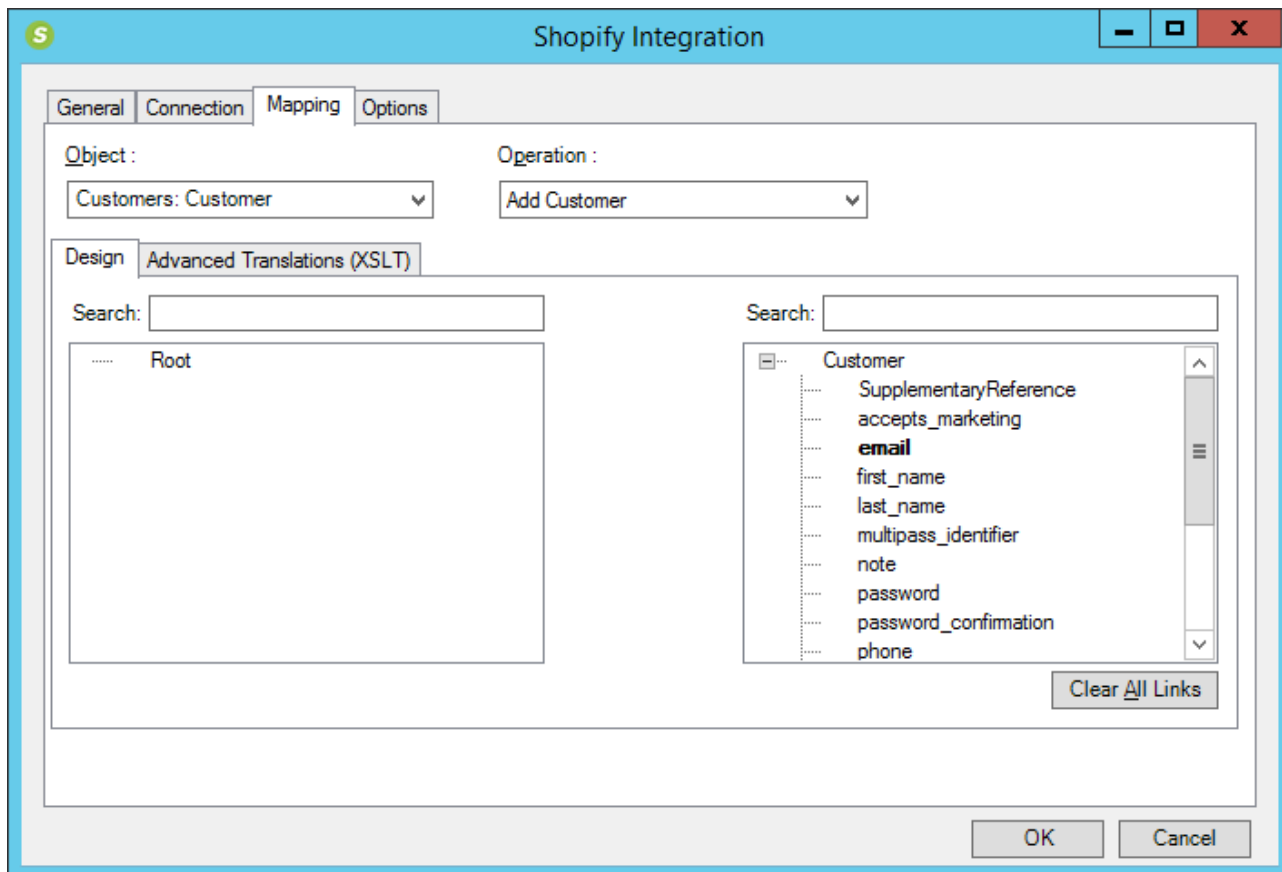 S Shopify Integration
General Connection Mapping Options
Object : Operation :
Customers: Customer Add Customer
Design Advanced Translations (XSLT)
Search: Search:
Root Customer
SupplementaryReference
accepts_marketing
email
first_name
last_name
multipass_identifier
note
password
password_confirmation
phone
Clear All Links
OK Cancel